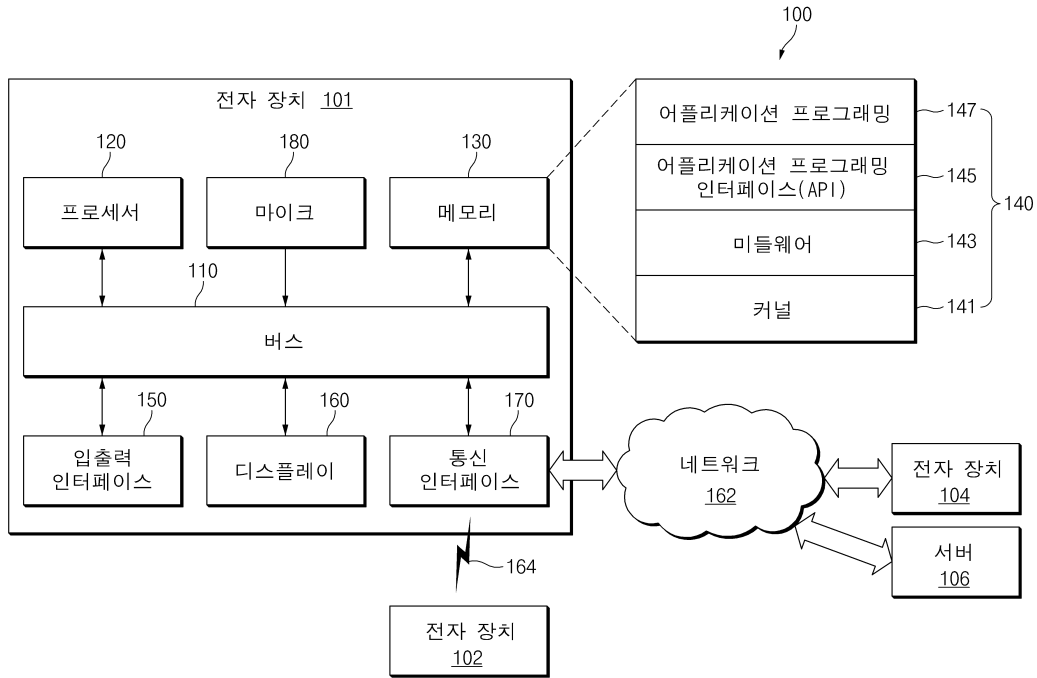 100
전자 장치 101
120
180
130
프로세서
마이크
메모리
110
버스
150
160
170
입출력
인터페이스
디스플레이
통신
인터페이스
어플리케이션 프로그래밍
147
어플리케이션 프로그래밍
인터페이스(API)
145
미들웨어
143
커널
141
140
네트워크
162
전자 장치
104
서버
106
164
전자 장치
102